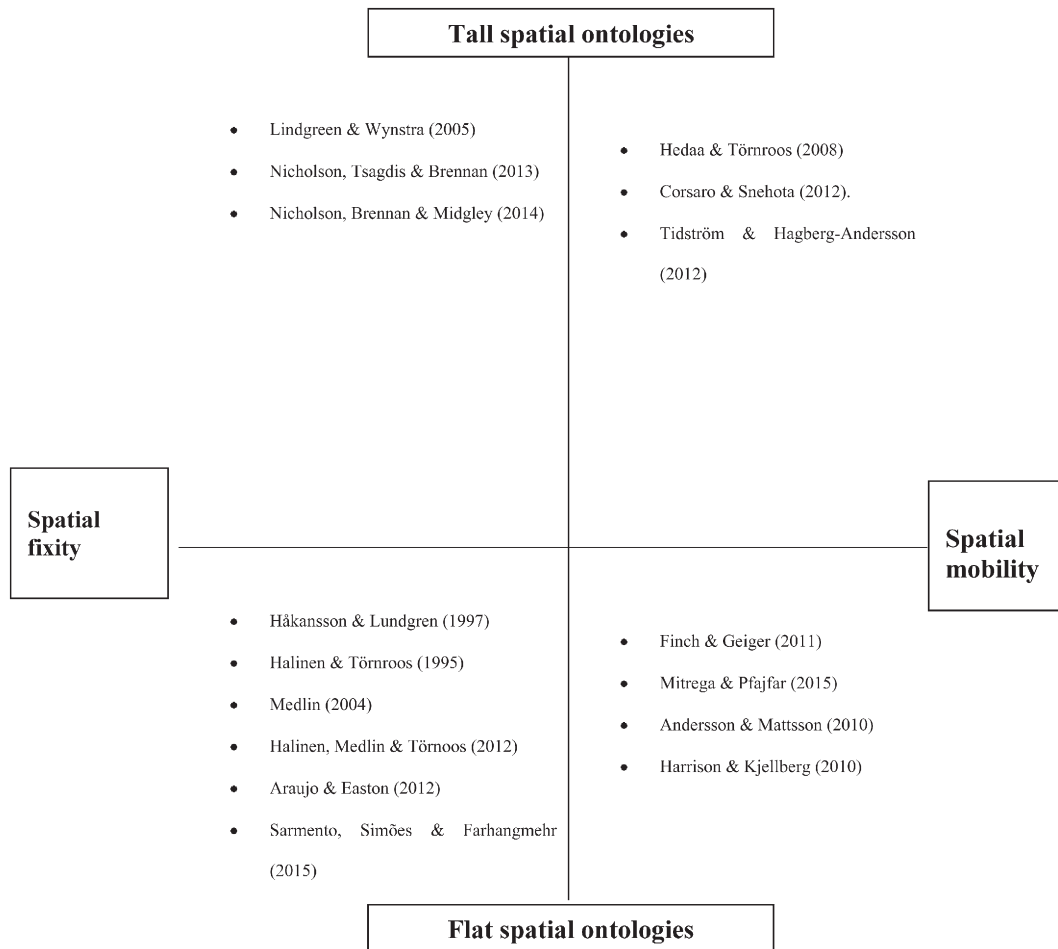 Tall spatial ontologies
• Lindgreen & Wynstra (2005)
• Nicholson, Tsagdis & Brennan (2013)
• Nicholson, Brennan & Midgley (2014)
• Hedaa & Törnroos (2008)
• Corsaro & Snehota (2012).
• Tidström & Hagberg-Andersson
(2012)
Spatial
fixity
Spatial
mobility
• Håkansson & Lundgren (1997)
• Halinen & Törnroos (1995)
• Medlin (2004)
• Halinen, Medlin & Törnoos (2012)
• Araujo & Easton (2012)
• Sarmento, Simões & Farhangmehr
(2015)
• Finch & Geiger (2011)
• Mitrega & Pfajfar (2015)
• Andersson & Mattsson (2010)
• Harrison & Kjellberg (2010)
Flat spatial ontologies